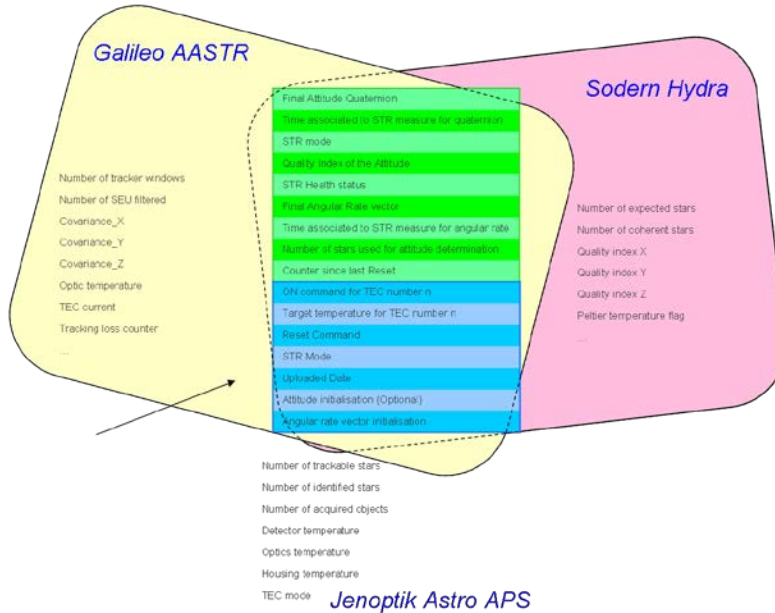 Galileo AASTR
Sodern Hydra
Final Attitude Quaternion
Time associated to STR measure for quaternion
STR mode
Quality Index of the Attitude
STR Health status
Final Angular Rate vector
Time associated to STR measure for angular rate
Number of stars used for attitude determination
Counter since last Reset
ON command for TEC number n
Target temperature for TEC number n
Reset Command
STR Mode
Uploaded Date
Attitude initialisation (Optional)
Angular rate vector initialisation
Number of tracker windows
Number of SEU filtered
Covariance_X
Covariance_Y
Covariance_Z
Optic temperature
TEC current
Tracking loss counter
...
Number of expected stars
Number of coherent stars
Quality index X
Quality index Y
Quality index Z
Peltier temperature flag
...
Number of trackable stars
Number of identified stars
Number of acquired objects
Detector temperature
Optics temperature
Housing temperature
TEC mode
Jenoptik Astro APS